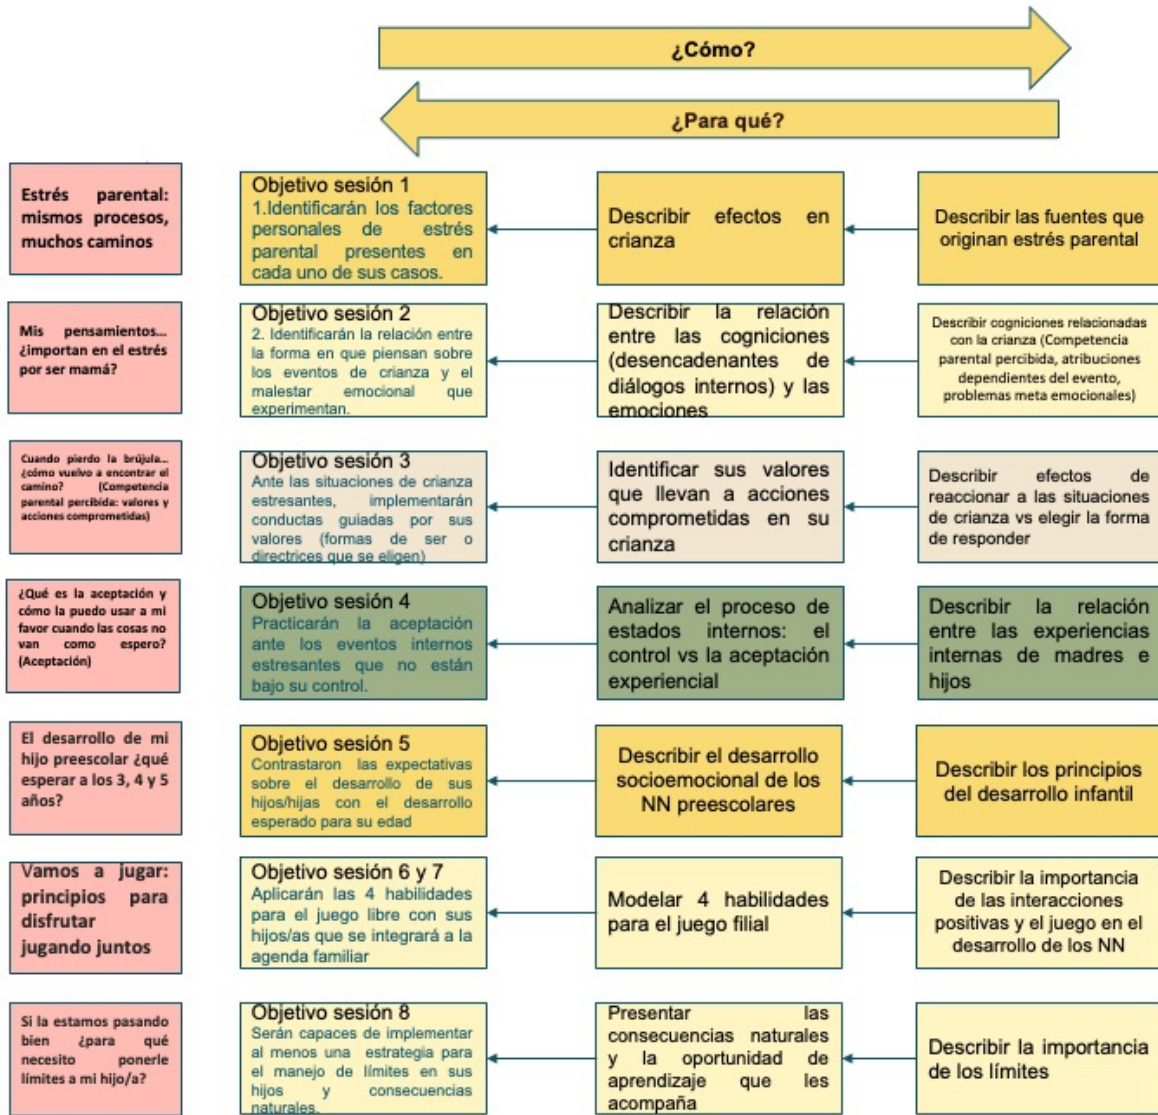 ¿Cómo?
¿Para qué?
Estrés parental:
mismos procesos,
muchos caminos
Objetivo sesión 1
1.Identificarán los factores
personales de estrés
parental presentes en
cada uno de sus casos.
Describir efectos en
crianza
Describir las fuentes que
originan estrés parental
Mis pensamientos...
¿importan en el estrés
por ser mamá?
Objetivo sesión 2
2. Identificarán la relación entre
la forma en que piensan sobre
los eventos de crianza y el
malestar emocional que
experimentan.
Describir la relación
entre las cogniciones
(desencadenantes de
diálogos internos) y las
emociones
Describir cogniciones relacionadas
con la crianza (Competencia
parental percibida, atribuciones
dependientes del evento,
problemas meta emocionales)
Cuando pierdo la brújula...
¿cómo vuelvo a encontrar el
camino? (Competencia
parental percibida: valores y
acciones comprometidas)
Objetivo sesión 3
Ante las situaciones de crianza
estresantes, implementarán
conductas guiadas por sus
valores (formas de ser o
directrices que se eligen)
Identificar sus valores
que llevan a acciones
comprometidas en su
crianza
Describir efectos de
reaccionar a las situaciones
de crianza vs elegir la forma
de responder
¿Qué es la aceptación y
cómo la puedo usar a mi
favor cuando las cosas no
van como espero?
(Aceptación)
Objetivo sesión 4
Practicarán la aceptación
ante los eventos internos
estresantes que no están
bajo su control.
Analizar el proceso de
estados internos: el
control vs la aceptación
experiencial
Describir la relación
entre las experiencias
internas de madres e
hijos
El desarrollo de mi
hijo preescolar ¿qué
esperar a los 3, 4 y 5
años?
Objetivo sesión 5
Contrastaron las expectativas
sobre el desarrollo de sus
hijos/hijas con el desarrollo
esperado para su edad
Describir el desarrollo
socioemocional de los
NN preescolares
Describir los principios
del desarrollo infantil
Vamos a jugar:
principios para
disfrutar
jugando juntos
Objetivo sesión 6 y 7
Aplicarán las 4 habilidades
para el juego libre con sus
hijos/as que se integrará a la
agenda familiar
Modelar 4 habilidades
para el juego filial
Describir la importancia
de las interacciones
positivas y el juego en el
desarrollo de los NN
Si la estamos pasando
bien ¿para qué
necesito ponerle
límites a mi hijo/a?
Objetivo sesión 8
Serán capaces de implementar
al menos una estrategia para
el manejo de límites en sus
hijos y consecuencias
naturales.
Presentar las
consecuencias naturales
y la oportunidad de
aprendizaje que les
acompaña
Describir la importancia
de los límites